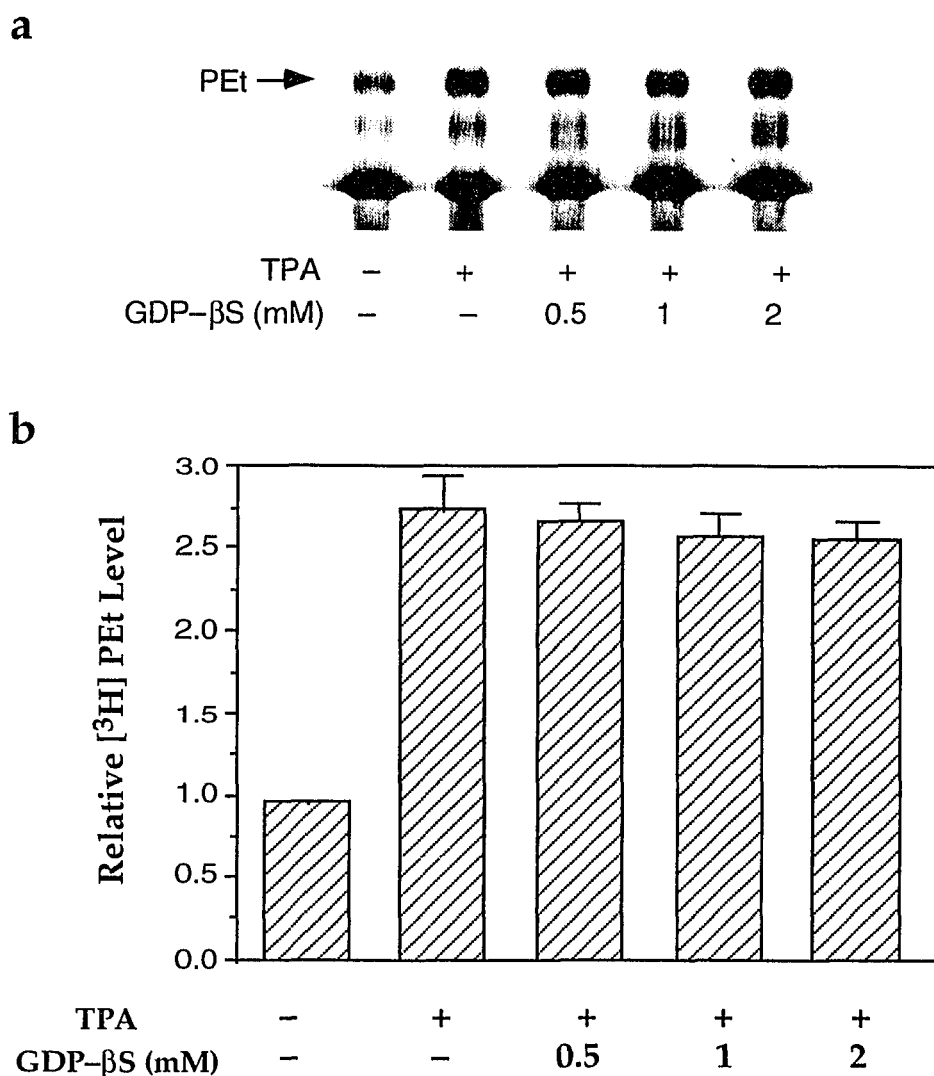 a
PEt
TPA – + + + +
GDP–βS (mM) – – 0.5 1 2
b
3.0
2.5
2.0
1.5
1.0
0.5
0.0
Relative [³H] PEt Level
TPA – + + + +
GDP–βS (mM) – – 0.5 1 2